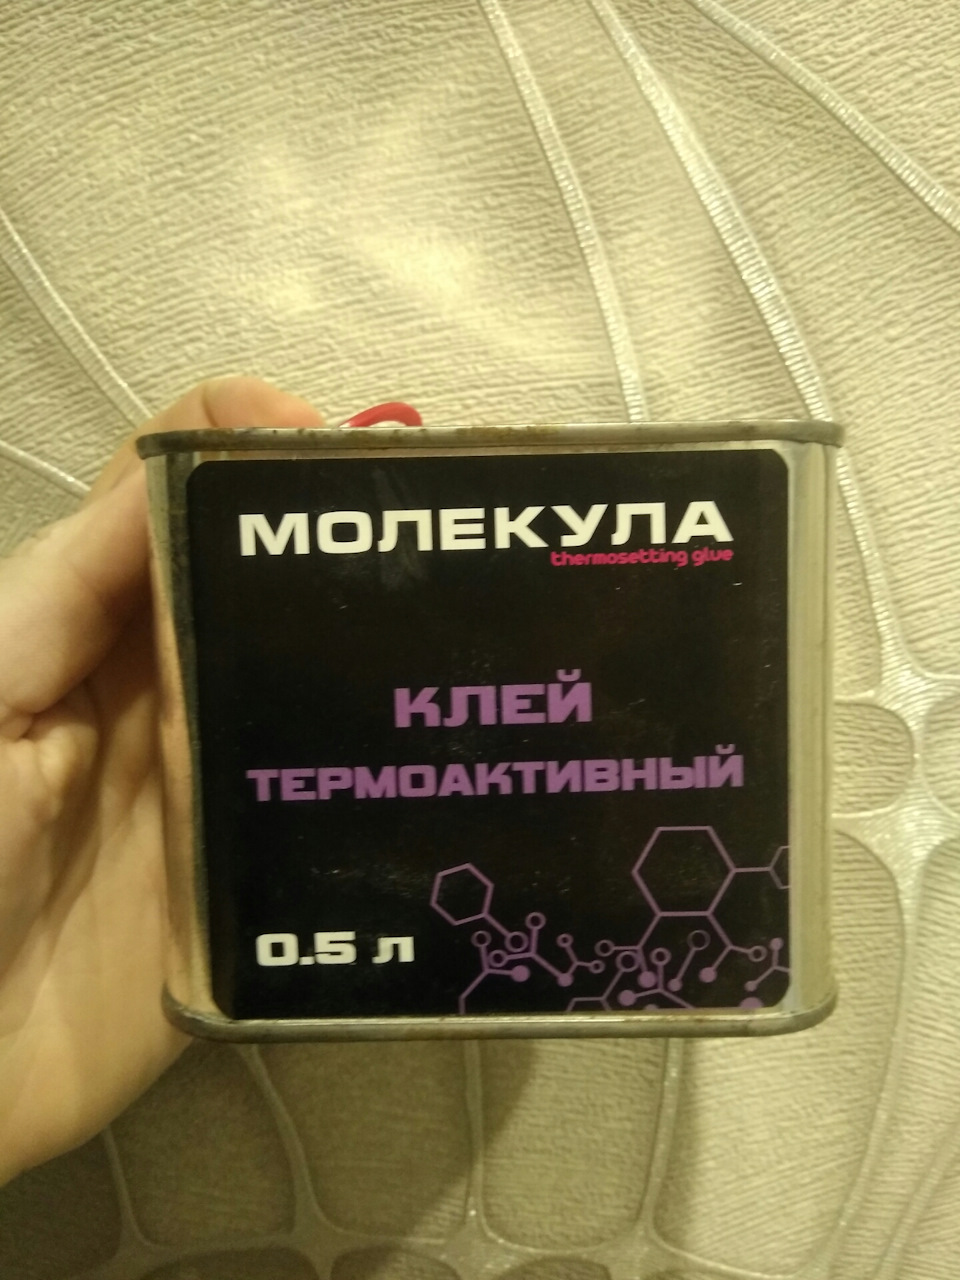 МОЛЕКУЛА
thermosetting glue
КЛЕЙ
ТЕРМОАКТИВНЫЙ
0.5 л